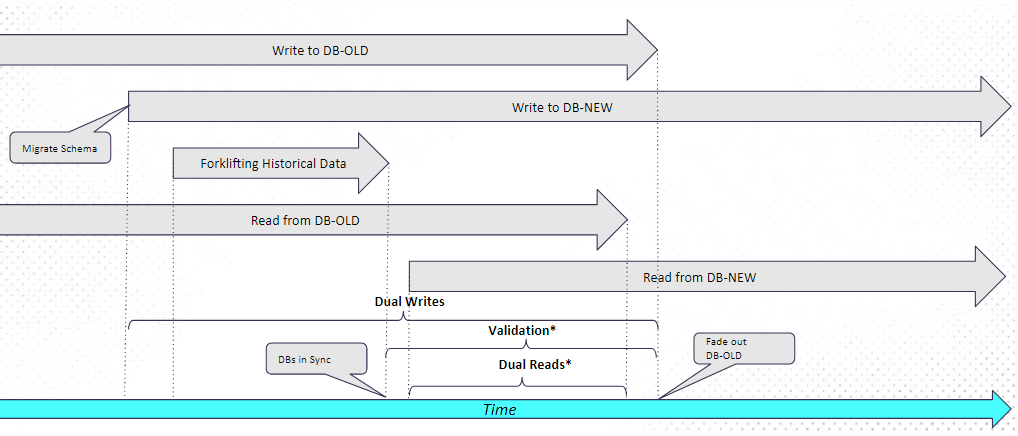 Write to DB-OLD
Write to DB-NEW
Migrate Schema
Forklifting Historical Data
Read from DB-OLD
Read from DB-NEW
Dual Writes
Validation*
Fade out
DB-OLD
DBs in Sync
Dual Reads*
Time